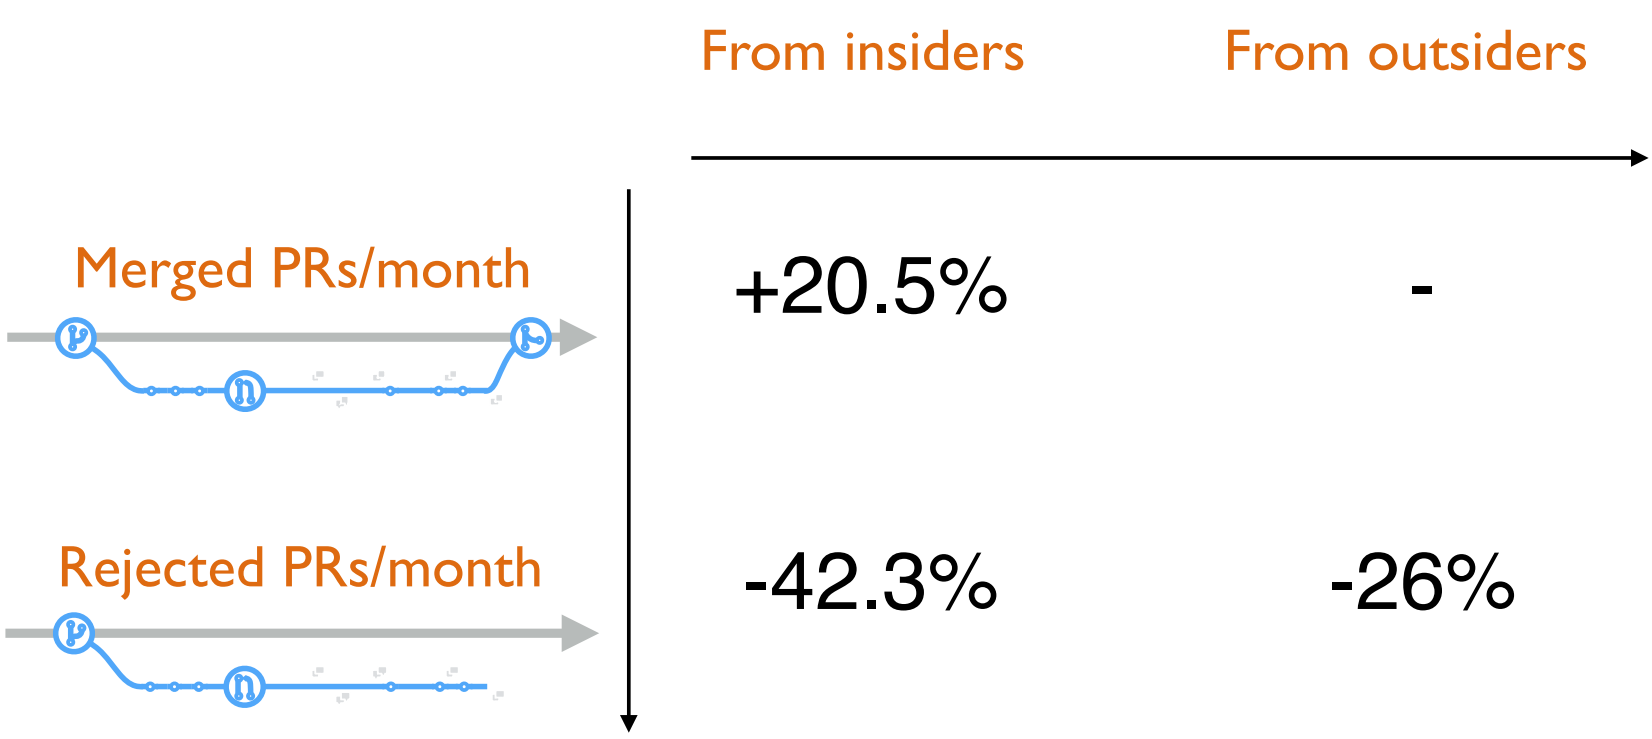 From insiders From outsiders
Merged PRs/month +20.5% -
Rejected PRs/month -42.3% -26%